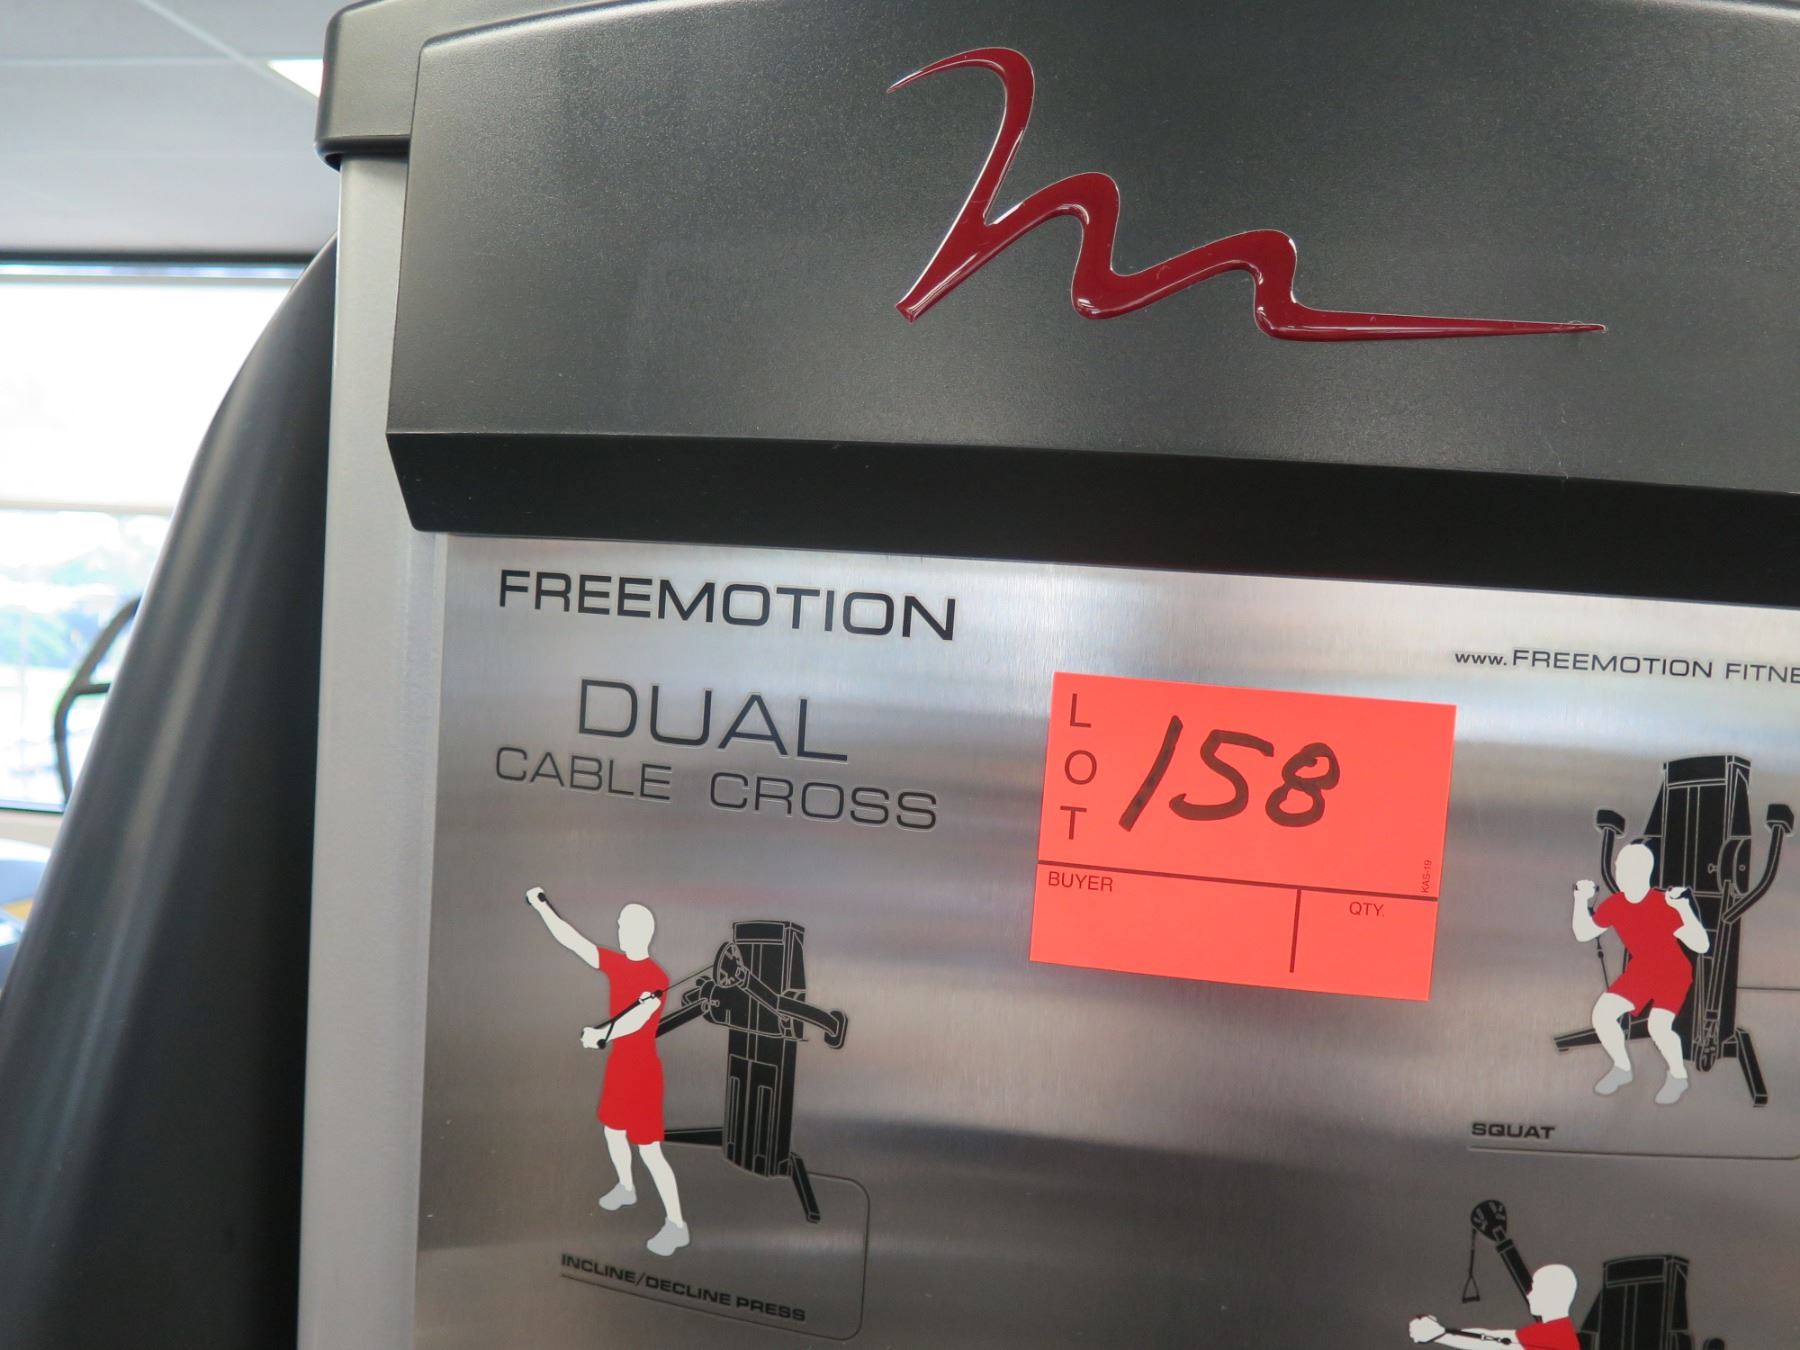 FREEMOTION
DUAL
CABLE CROSS
www.FREEMOTION FITNE
LOT
158
BUYER
QTY.
KAS-19
SQUAT
INCLINE/DECLINE PRESS